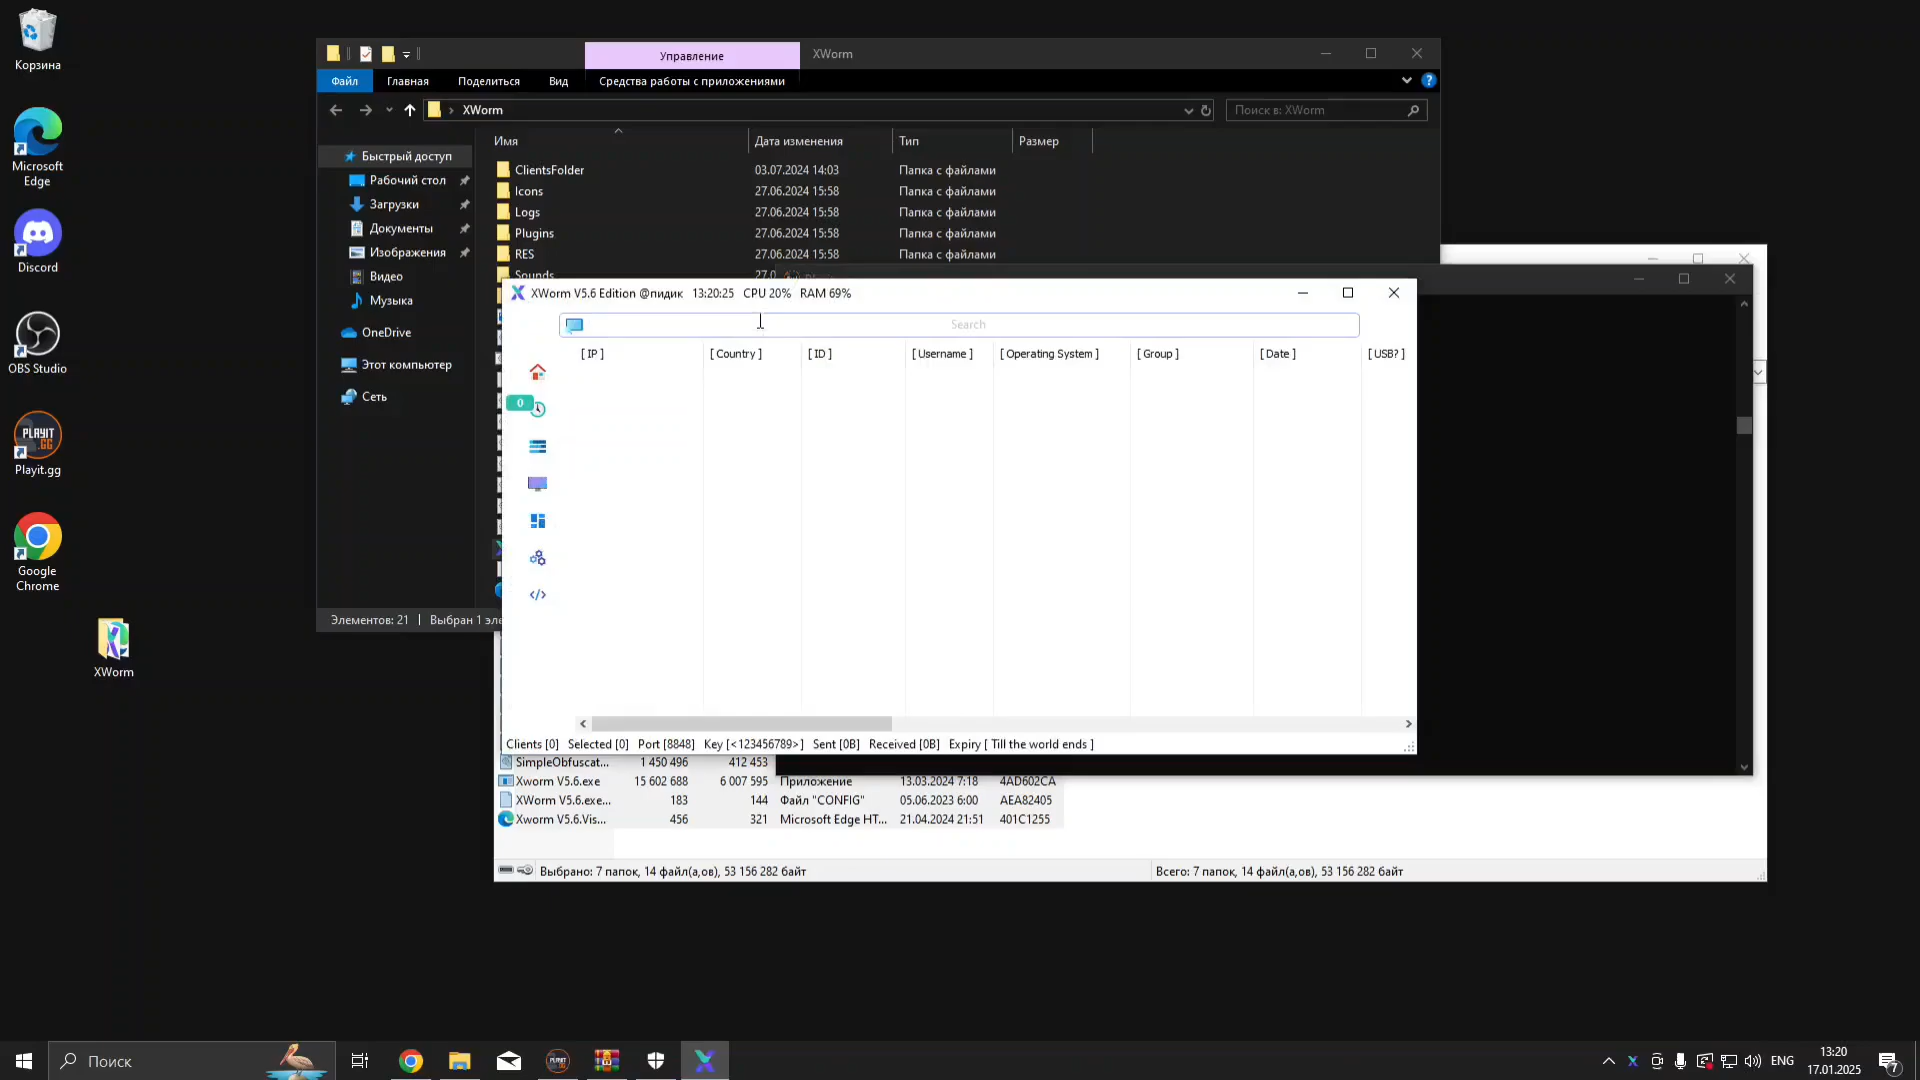 Корзина
Microsoft
Edge
Discord
OBS Studio
PLAYIT
.GG
Playit.gg
Google
Chrome
XWorm
Управление
XWorm
Файл
Главная
Поделиться
Вид
Средства работы с приложениями
XWorm
Поиск в: XWorm
Имя
Дата изменения
Тип
Размер
Быстрый доступ
Рабочий стол
Загрузки
Документы
Изображения
Видео
Музыка
OneDrive
Этот компьютер
Сеть
ClientsFolder 03.07.2024 14:03 Папка с файлами
Icons 27.06.2024 15:58 Папка с файлами
Logs 27.06.2024 15:58 Папка с файлами
Plugins 27.06.2024 15:58 Папка с файлами
RES 27.06.2024 15:58 Папка с файлами
Sounds 27.0
Элементов: 21 Выбран 1 эле
XWorm V5.6 Edition @пидик 13:20:25 CPU 20% RAM 69%
Search
[ IP ] [ Country ] [ ID ] [ Username ] [ Operating System ] [ Group ] [ Date ] [ USB? ]
0
Clients [0] Selected [0] Port [8848] Key [<123456789>] Sent [0B] Received [0B] Expiry [ Till the world ends ]
SimpleObfuscat... 1 450 496 412 453
Xworm V5.6.exe 15 602 688 6 007 595 Приложение 13.03.2024 7:18 4AD602CA
XWorm V5.6.exe... 183 144 Файл "CONFIG" 05.06.2023 6:00 AEA82405
Xworm V5.6.Vis... 456 321 Microsoft Edge HT... 21.04.2024 21:51 401C1255
Выбрано: 7 папок, 14 файл(а,ов), 53 156 282 байт
Всего: 7 папок, 14 файл(а,ов), 53 156 282 байт
Поиск
ENG
13:20
17.01.2025
7